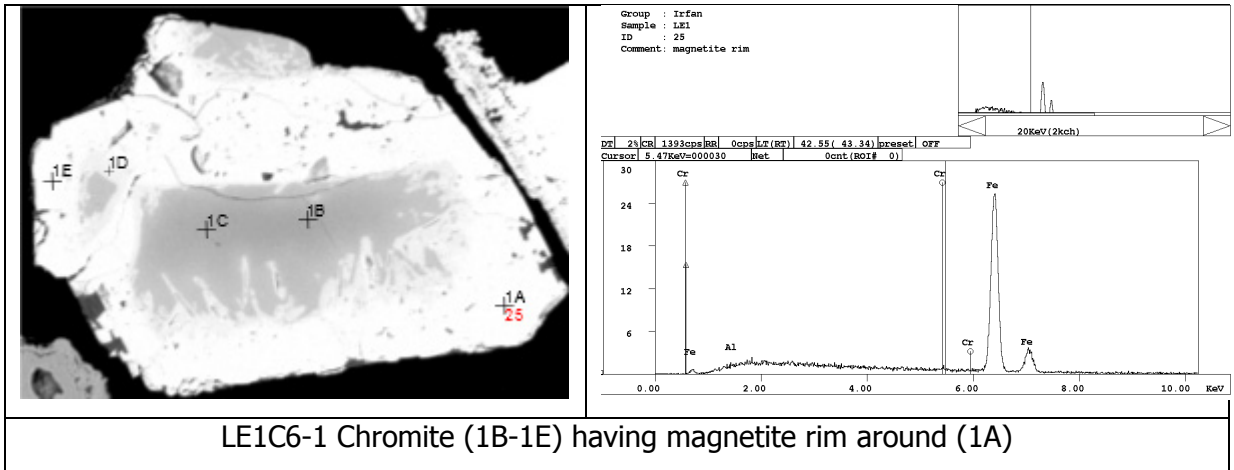 1E
1D
1C
1B
1A
25
Group : Irfan
Sample : LE1
ID : 25
Comment: magnetite rim
20KeV(2kch)
DT 2% CR 1393cps RR 0cps LT(RT) 42.55( 43.34) preset OFF
Cursor 5.47KeV=000030 Net 0cnt(ROI# 0)
30
24
18
12
6
Cr
Cr
Fe
Fe
Al
Cr
Fe
0.00 2.00 4.00 6.00 8.00 10.00 KeV
LE1C6-1 Chromite (1B-1E) having magnetite rim around (1A)